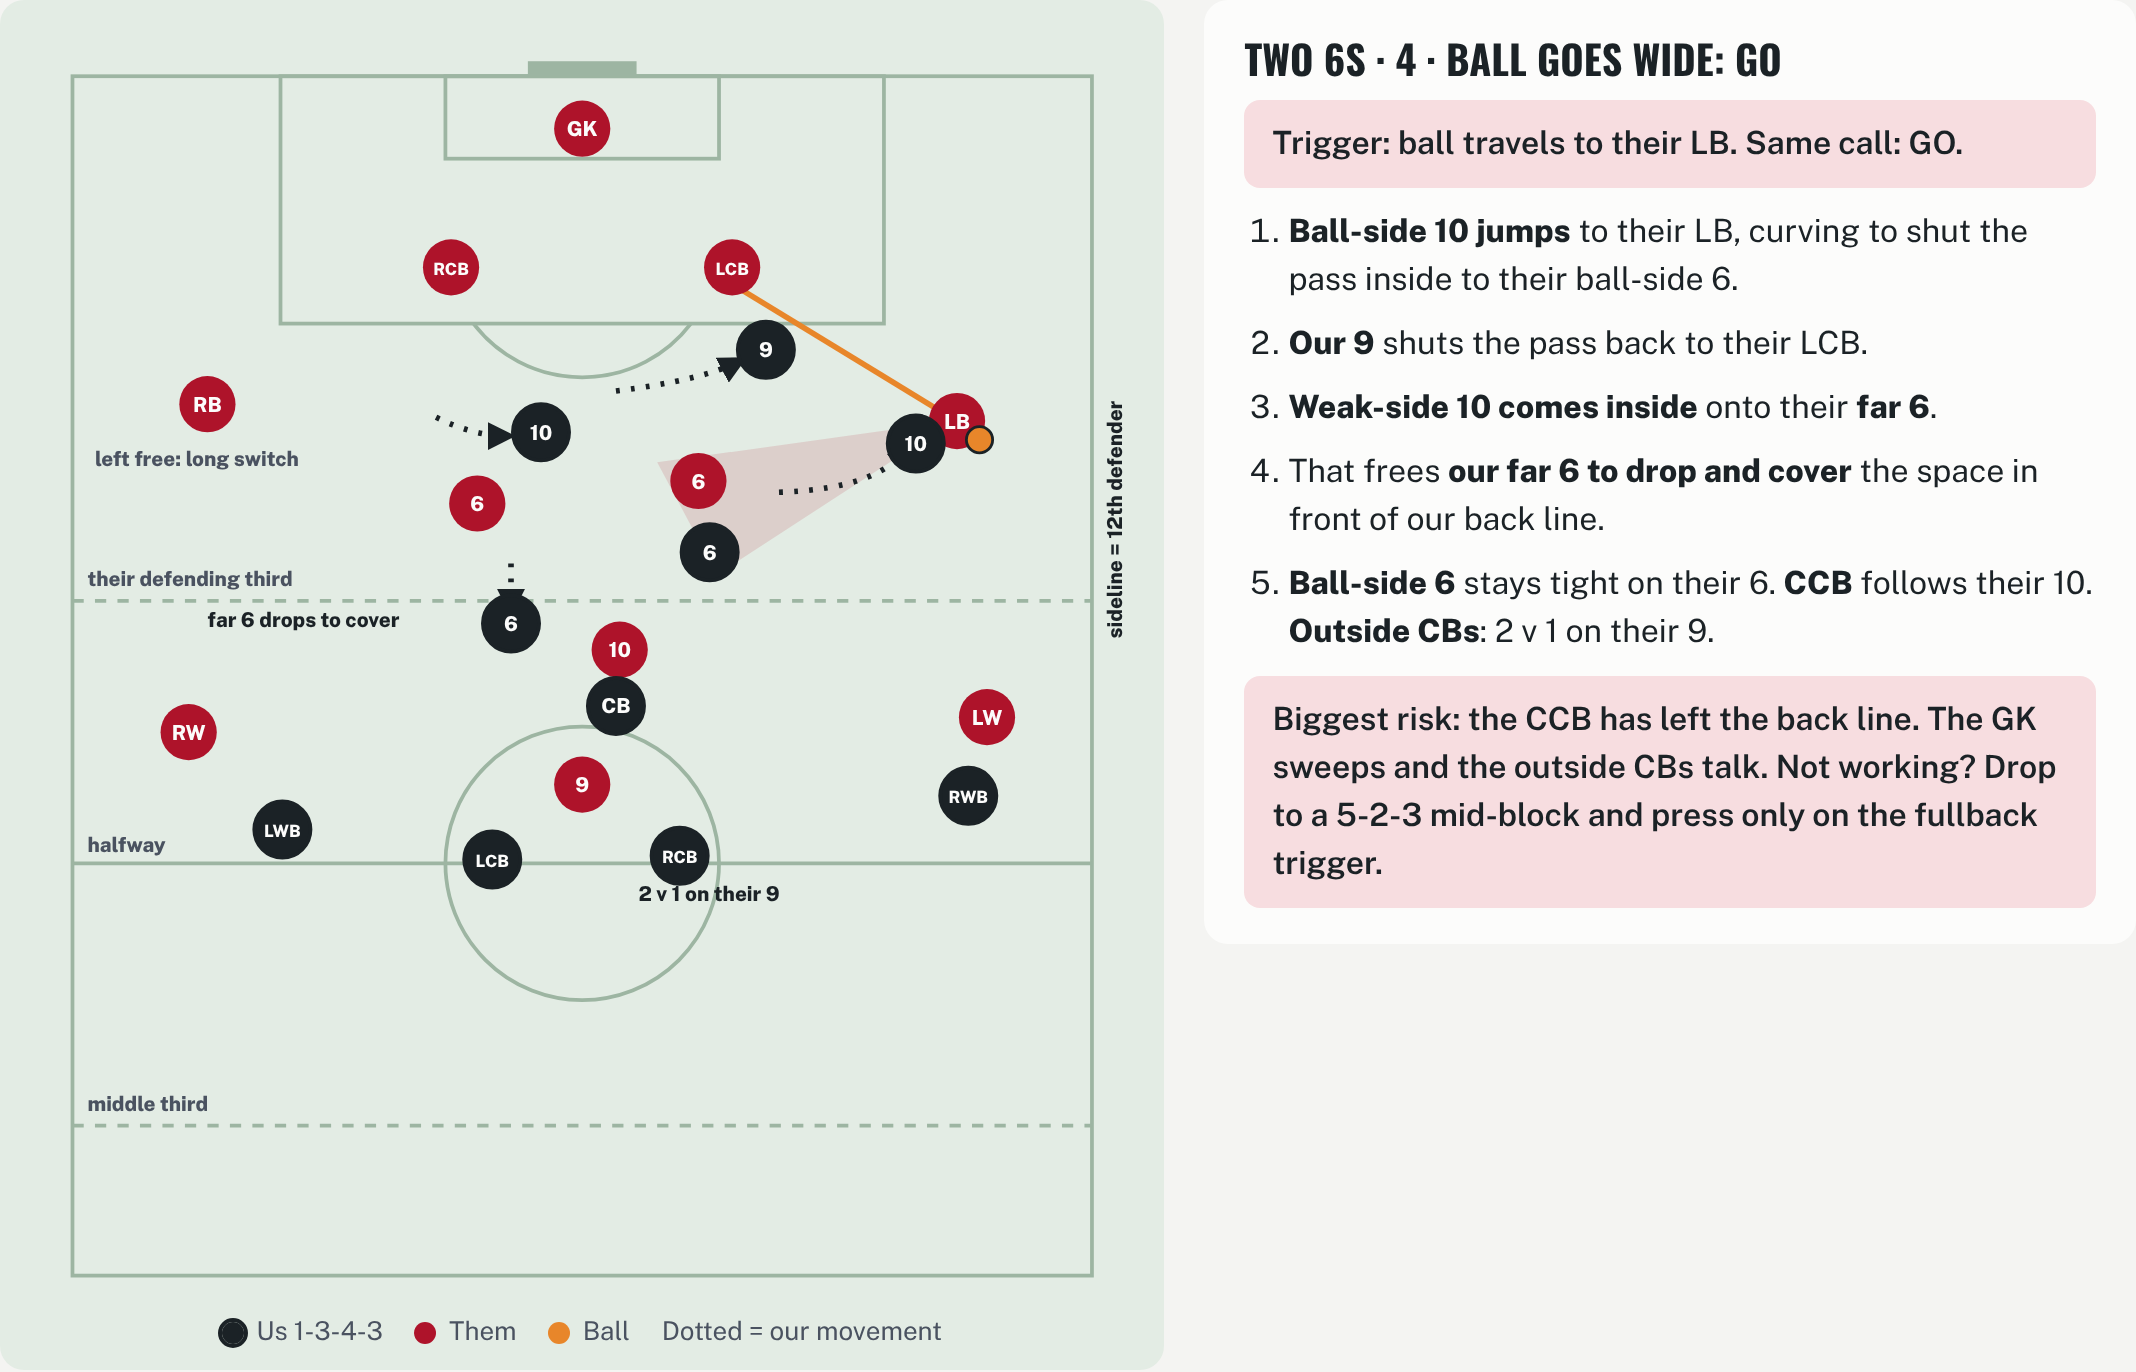 GK
RCB
LCB
9
RB
10
LB
10
left free: long switch
6
6
6
sideline = 12th defender
their defending third
far 6 drops to cover
6
10
CB
RW
LW
9
RWB
LWB
halfway
LCB
RCB
2 v 1 on their 9
middle third
Us 1-3-4-3
Them
Ball
Dotted = our movement
TWO 6S · 4 · BALL GOES WIDE: GO
Trigger: ball travels to their LB. Same call: GO.
1. Ball-side 10 jumps to their LB, curving to shut the
pass inside to their ball-side 6.
2. Our 9 shuts the pass back to their LCB.
3. Weak-side 10 comes inside onto their far 6.
4. That frees our far 6 to drop and cover the space in
front of our back line.
5. Ball-side 6 stays tight on their 6. CCB follows their 10.
Outside CBs: 2 v 1 on their 9.
Biggest risk: the CCB has left the back line. The GK
sweeps and the outside CBs talk. Not working? Drop
to a 5-2-3 mid-block and press only on the fullback
trigger.